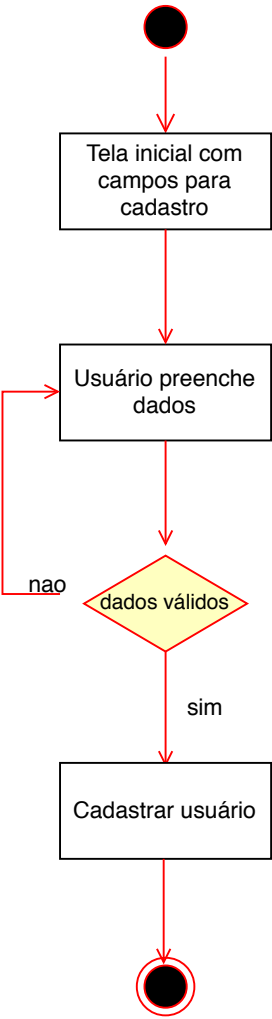 Tela inicial com
campos para
cadastro
Usuário preenche
dados
nao
dados válidos
sim
Cadastrar usuário